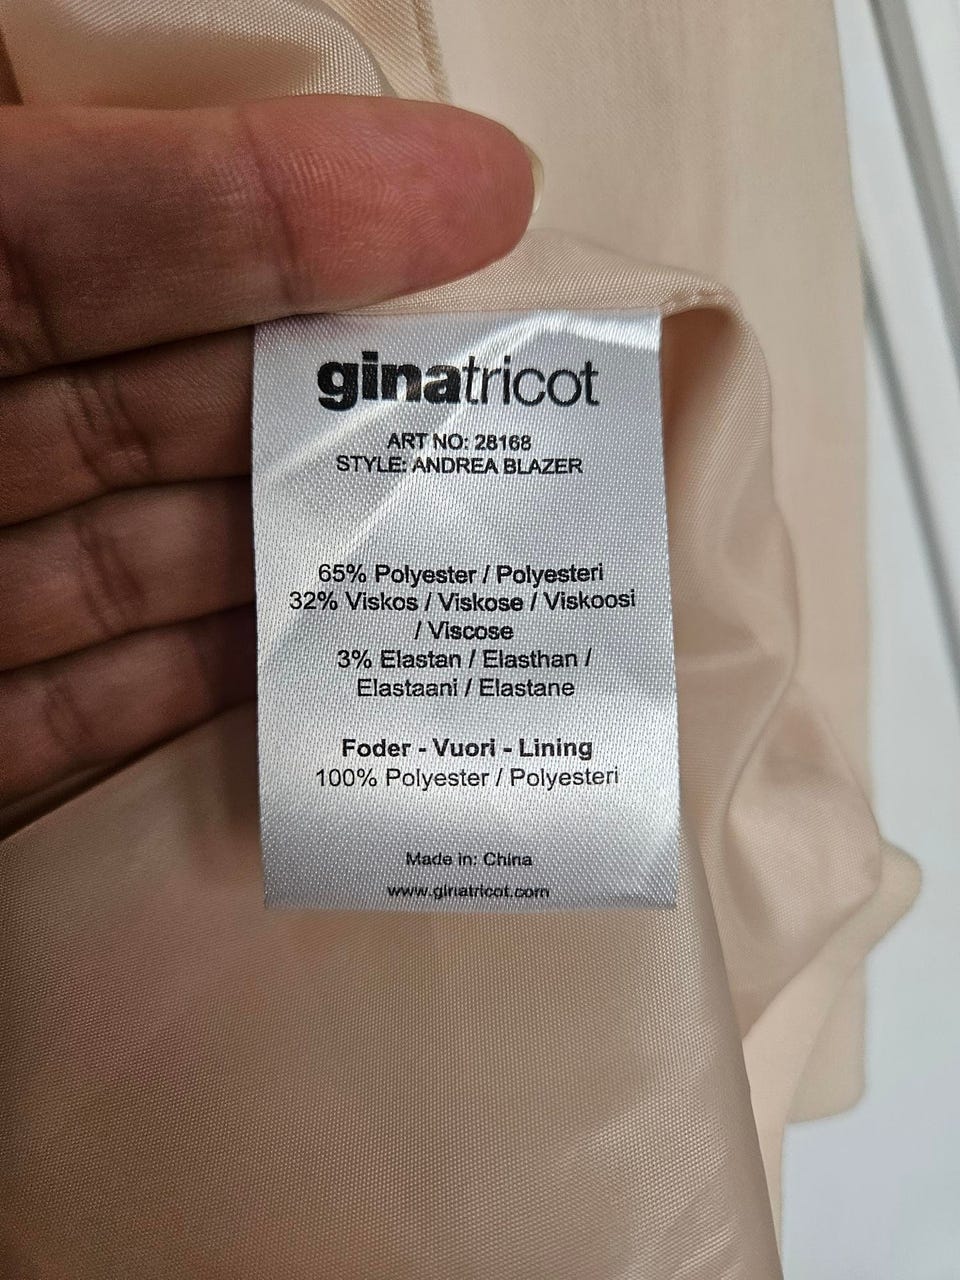 ginatricot
ART NO: 28168
STYLE: ANDREA BLAZER
65% Polyester / Polyesteri
32% Viskos / Viskose / Viskoosi
/ Viscose
3% Elastan / Elasthan /
Elastaani / Elastane
Foder - Vuori - Lining
100% Polyester / Polyesteri
Made in: China
www.ginatricot.com